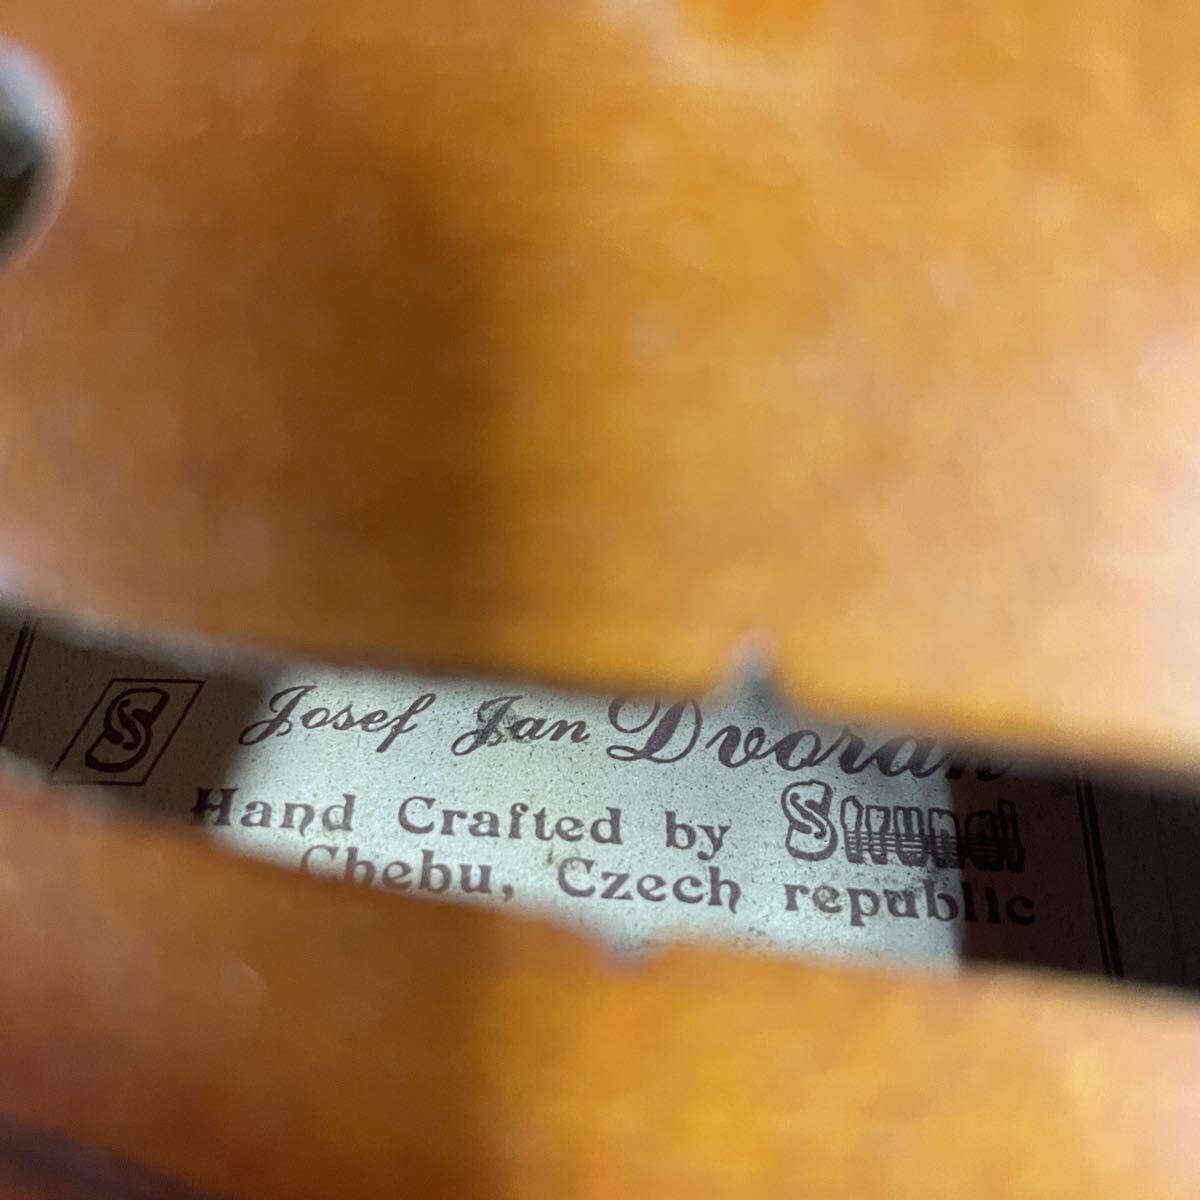 S Josef Jan Dvorak
Hand Crafted by Strunal
Chebu, Czech republic